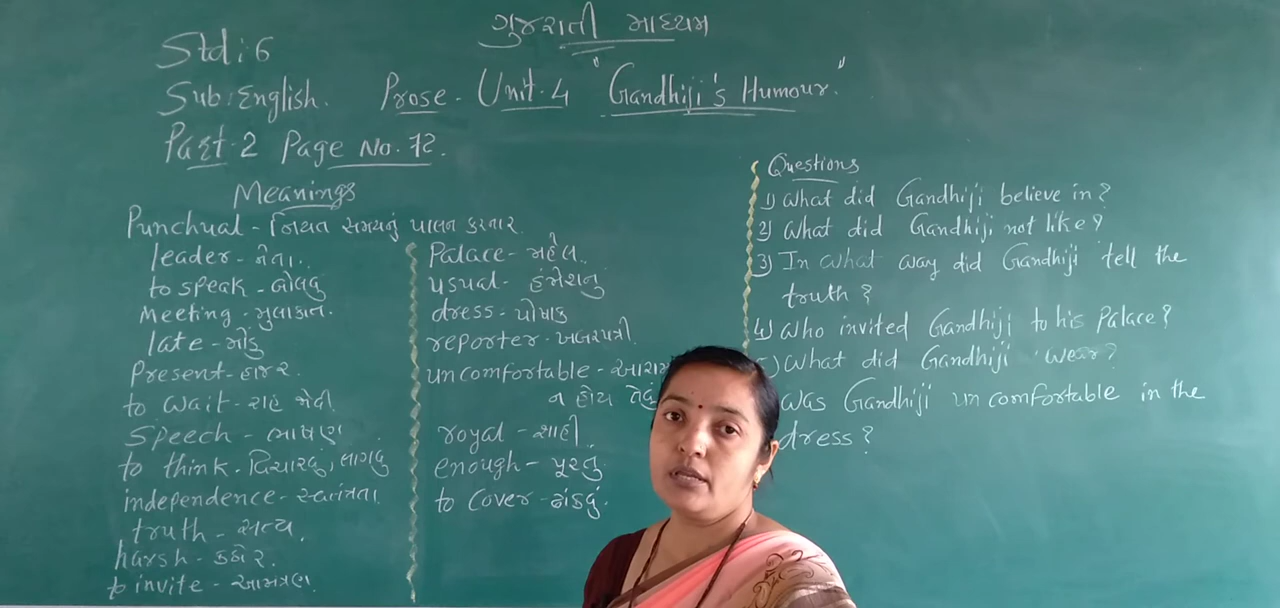 ગુજરાતી માધ્યમ
Std: 6
Sub: English. Prose - Unit. 4 "Gandhiji's Humour."
Part. 2 Page No. 72.
Meanings
Punchual - નિયત સમયનું પાલન કરનાર.
leader - નેતા.
to speak - બોલવું
Meeting - મુલાકાત.
late - મોડું
Present - હાજર.
to wait - રાહ જોવી
Speech - ભાષણ
to think - વિચારવું, લાગવું
independence - સ્વતંત્રતા
truth - સત્ય.
harsh - કઠોર.
to invite - આમંત્રણ
Palace - મહેલ.
usual - હંમેશનું
dress - પોષાક
reporter - ખબરપત્રી
uncomfortable - આરામ
ન હોય તેવું
royal - શાહી
enough - પૂરતું
to cover - ઢાંકવું
Questions
1) What did Gandhiji believe in?
2) What did Gandhiji not like?
3) In what way did Gandhiji tell the
truth?
4) Who invited Gandhiji to his Palace?
5) What did Gandhiji wear?
Was Gandhiji uncomfortable in the
dress?